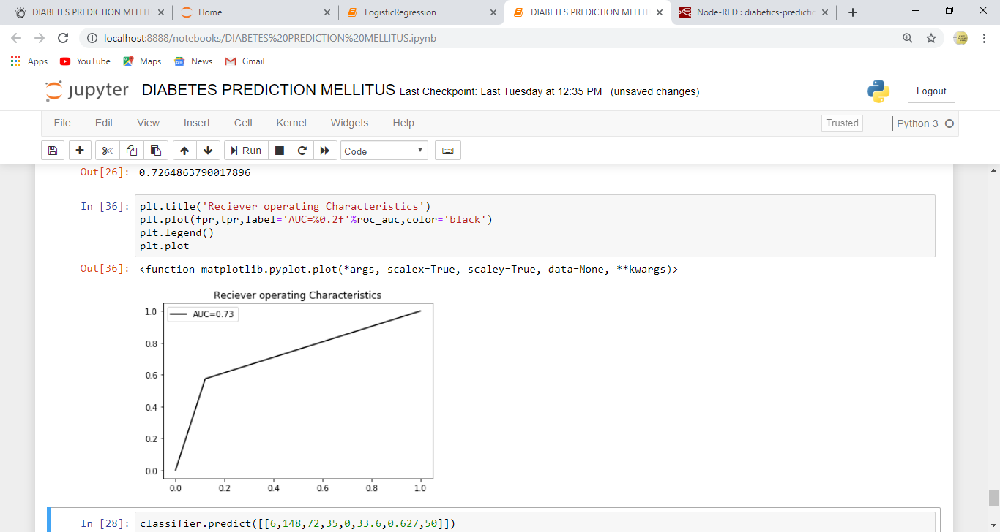 DIABETES PREDICTION MELLIT
Home
LogisticRegression
DIABETES PREDICTION MELLIT
Node-RED : diabetics-predictic
localhost:8888/notebooks/DIABETES%20PREDICTION%20MELLITUS.ipynb
Apps
YouTube
Maps
News
Gmail
jupyter
DIABETES PREDICTION MELLITUS
Last Checkpoint: Last Tuesday at 12:35 PM (unsaved changes)
Logout
File
Edit
View
Insert
Cell
Kernel
Widgets
Help
Trusted
Python 3
Run
Code
Out[26]: 0.7264863790017896
In [36]: plt.title('Reciever operating Characteristics')
plt.plot(fpr,tpr,label='AUC=%0.2f'%roc_auc,color='black')
plt.legend()
plt.plot
Out[36]: <function matplotlib.pyplot.plot(*args, scalex=True, scaley=True, data=None, **kwargs)>
Reciever operating Characteristics
AUC=0.73
1.0
0.8
0.6
0.4
0.2
0.0
0.0 0.2 0.4 0.6 0.8 1.0
In [28]: classifier.predict([[6,148,72,35,0,33.6,0.627,50]])